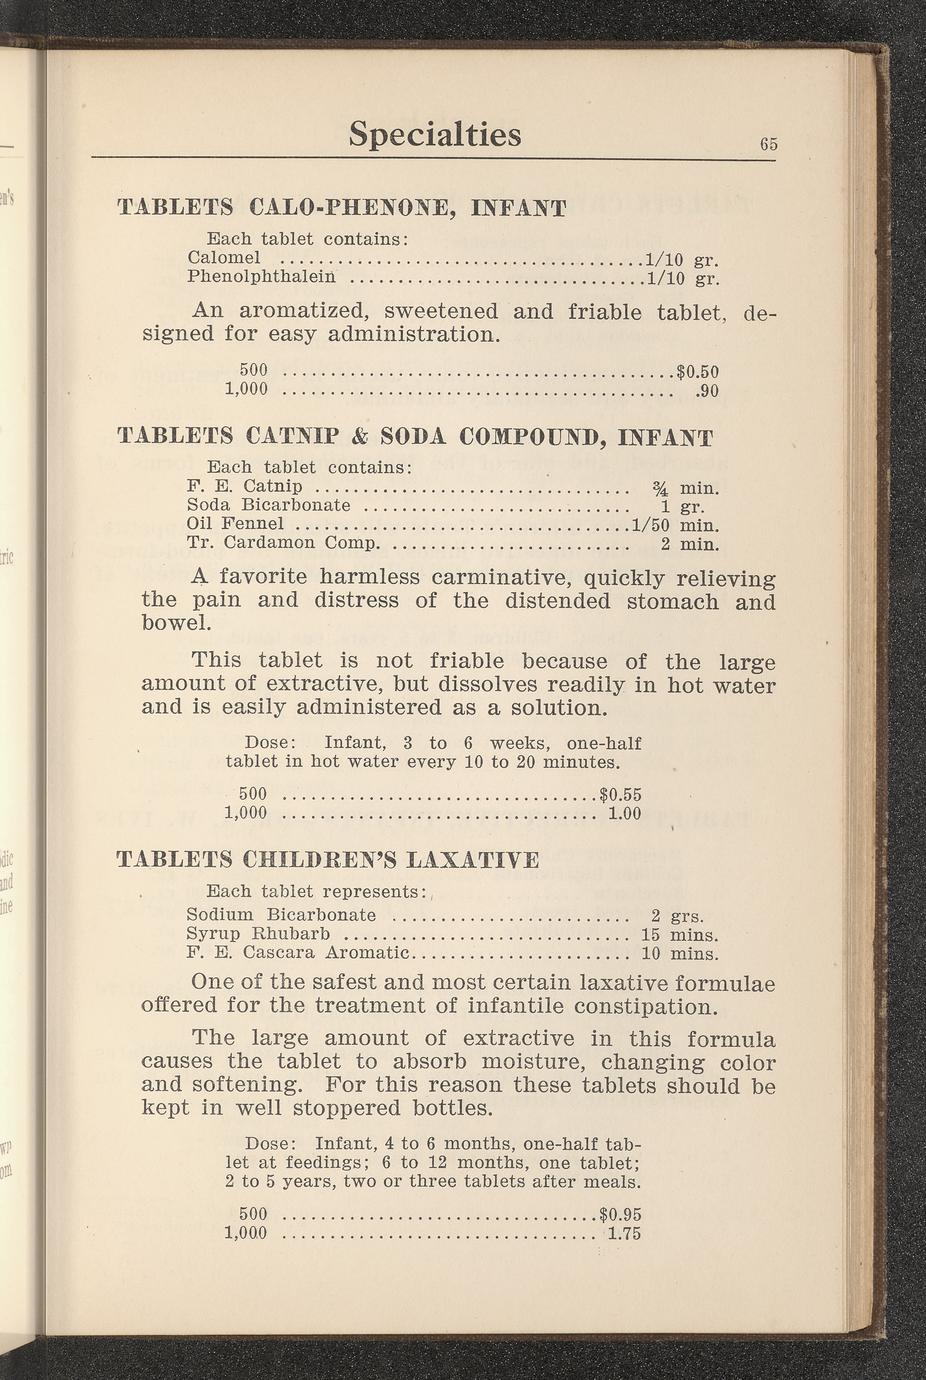 Specialties
65
TABLETS CALO-PHENONE, INFANT
Each tablet contains:
Calomel ......................................1/10 gr.
Phenolphthalein ...............................1/10 gr.
An aromatized, sweetened and friable tablet, de-
signed for easy administration.
500 .........................................$0.50
1,000 ......................................... .90
TABLETS CATNIP & SODA COMPOUND, INFANT
Each tablet contains:
F. E. Catnip ................................. ¾ min.
Soda Bicarbonate ............................ 1 gr.
Oil Fennel ...................................1/50 min.
Tr. Cardamon Comp. ......................... 2 min.
A favorite harmless carminative, quickly relieving
the pain and distress of the distended stomach and
bowel.
This tablet is not friable because of the large
amount of extractive, but dissolves readily in hot water
and is easily administered as a solution.
Dose: Infant, 3 to 6 weeks, one-half
tablet in hot water every 10 to 20 minutes.
500 .................................$0.55
1,000 ................................. 1.00
TABLETS CHILDREN'S LAXATIVE
Each tablet represents:
Sodium Bicarbonate ......................... 2 grs.
Syrup Rhubarb .............................. 15 mins.
F. E. Cascara Aromatic....................... 10 mins.
One of the safest and most certain laxative formulae
offered for the treatment of infantile constipation.
The large amount of extractive in this formula
causes the tablet to absorb moisture, changing color
and softening. For this reason these tablets should be
kept in well stoppered bottles.
Dose: Infant, 4 to 6 months, one-half tab-
let at feedings; 6 to 12 months, one tablet;
2 to 5 years, two or three tablets after meals.
500 .................................$0.95
1,000 ................................. 1.75